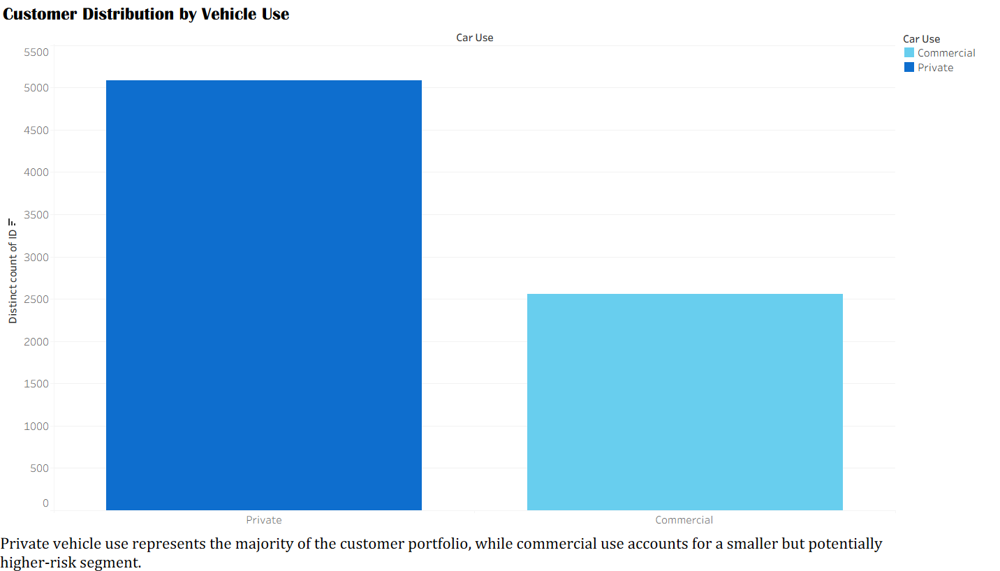 Customer Distribution by Vehicle Use
Car Use
Car Use
Commercial
Private
5500
5000
4500
4000
3500
3000
2500
2000
1500
1000
500
0
Distinct count of ID
Private
Commercial
Private vehicle use represents the majority of the customer portfolio, while commercial use accounts for a smaller but potentially
higher-risk segment.